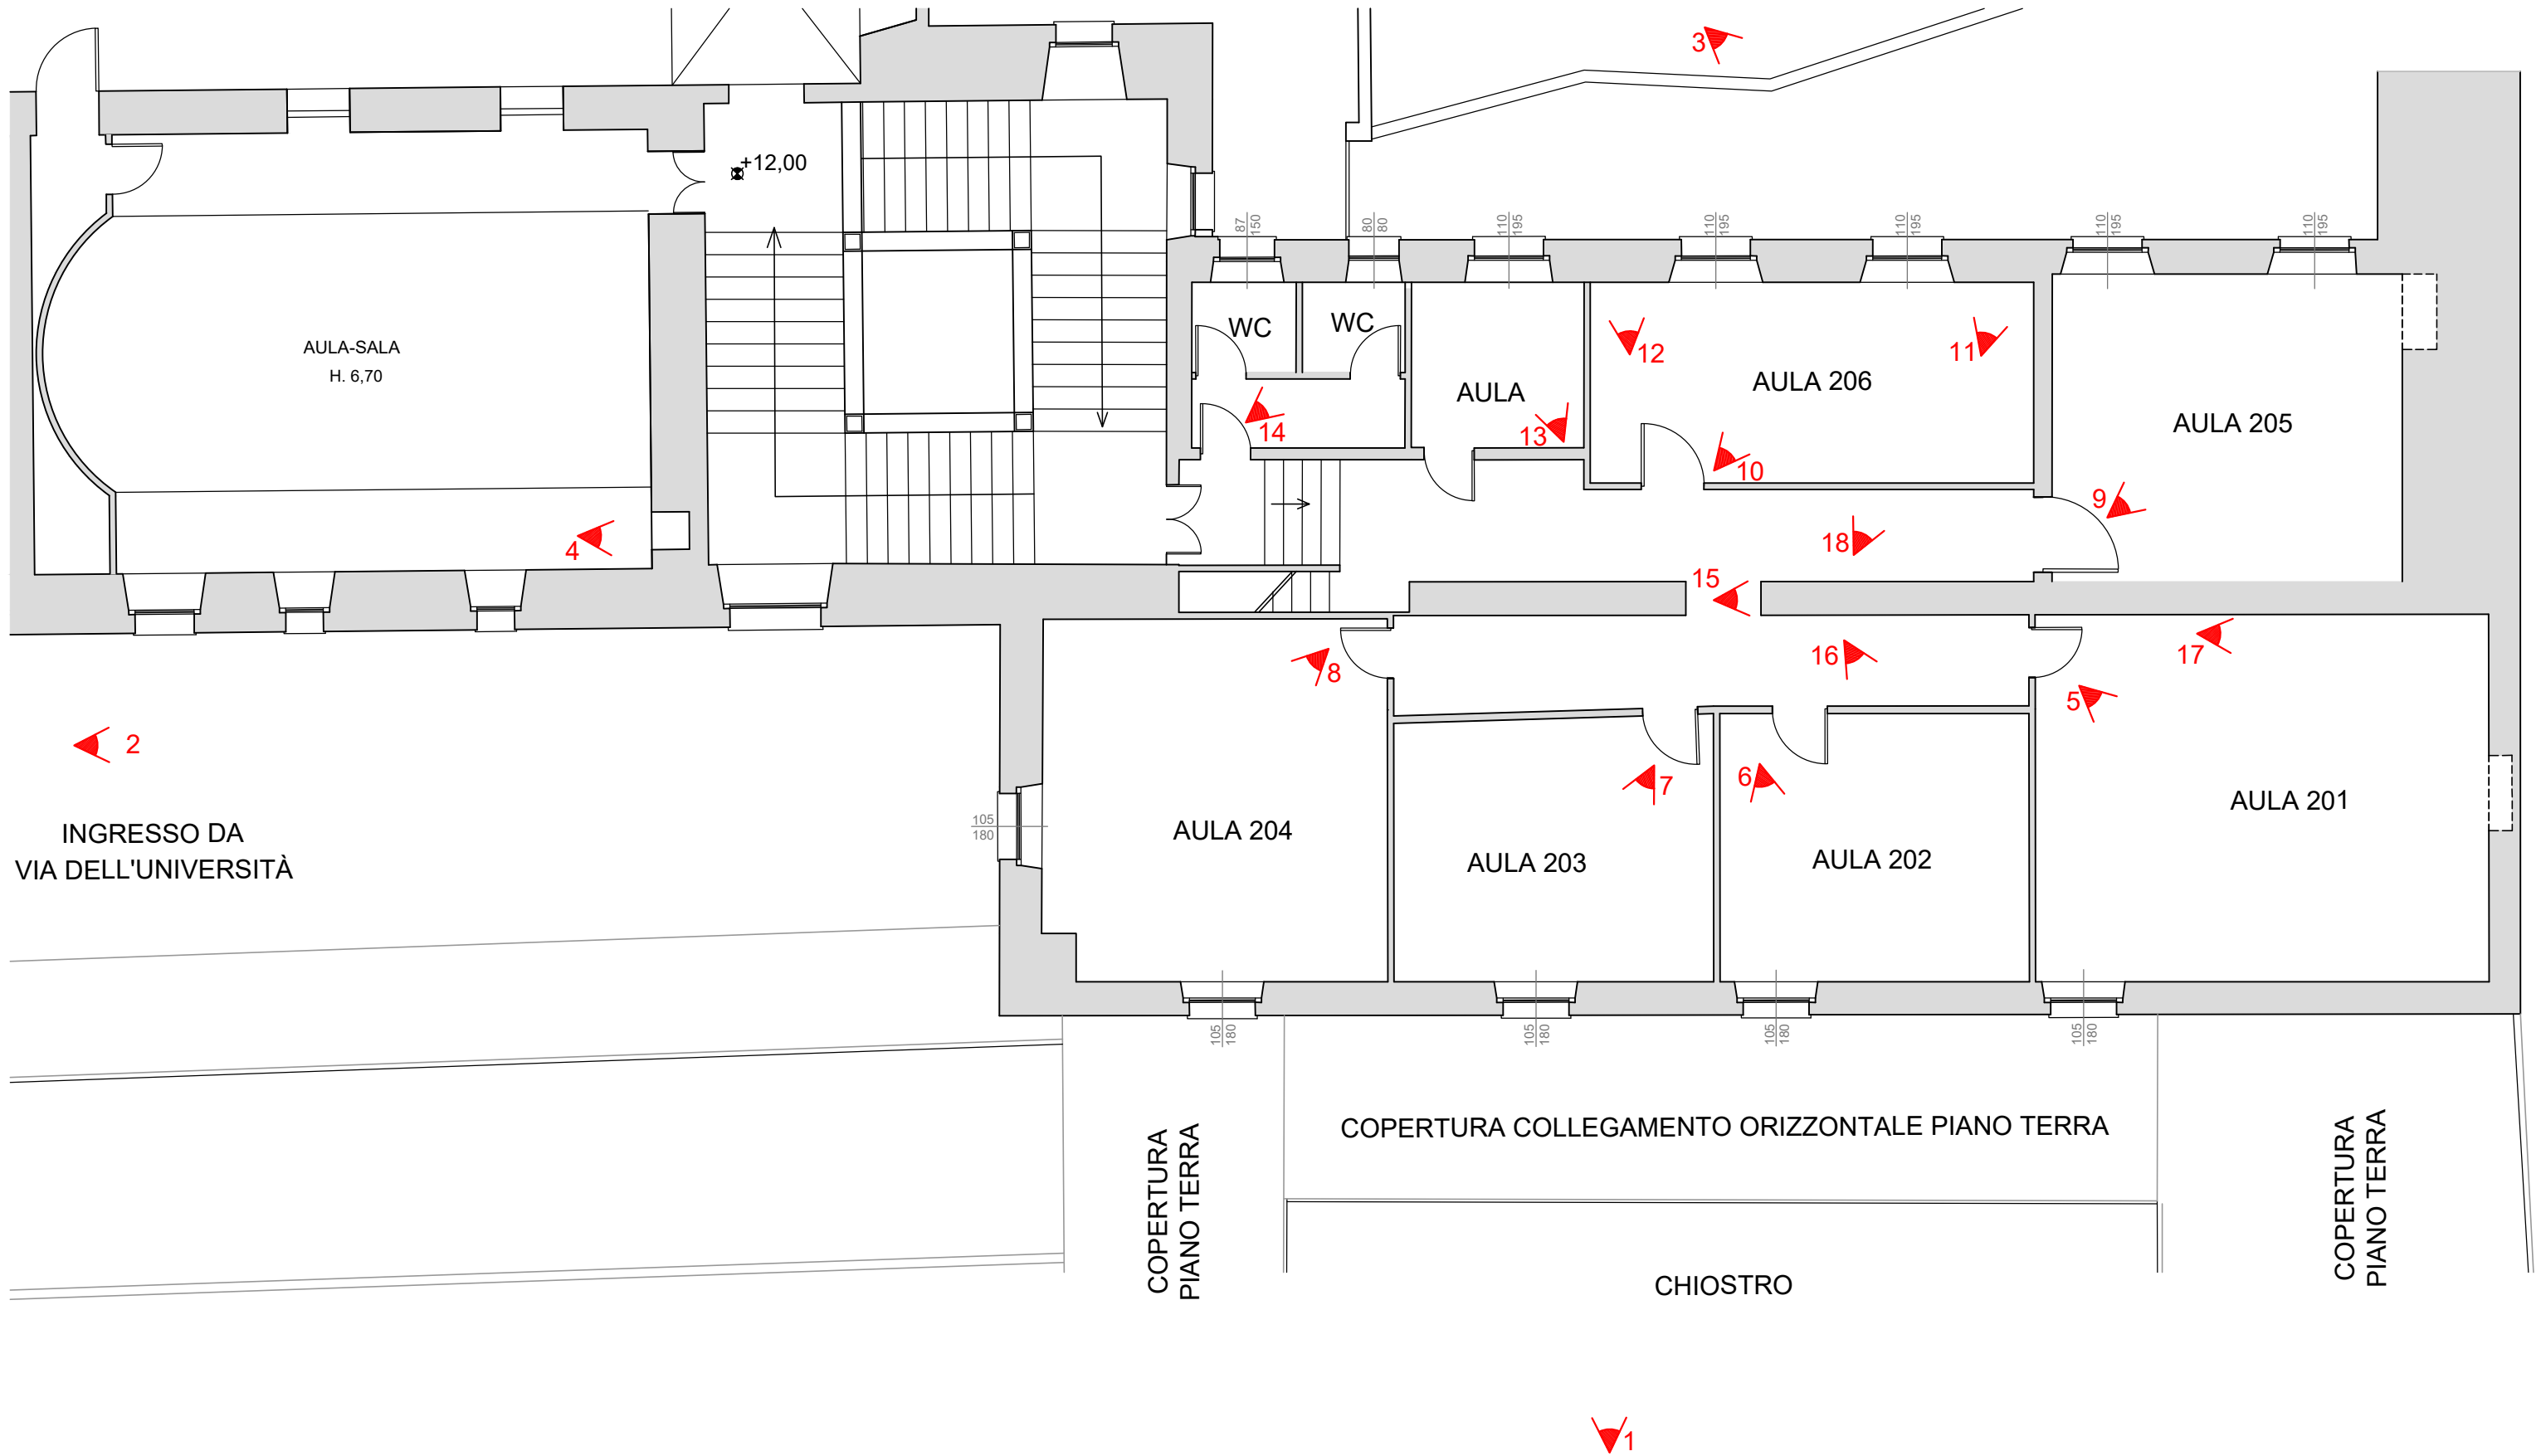 3
+12,00
87
150
80
80
110
195
110
195
110
195
110
195
110
195
AULA-SALA
H. 6,70
WC
WC
12
11
AULA
AULA 206
AULA 205
14
13
10
9
4
18
15
8
16
17
5
2
7
6
105
180
INGRESSO DA
VIA DELL'UNIVERSITÀ
AULA 204
AULA 203
AULA 202
AULA 201
105
180
105
180
105
180
105
180
COPERTURA
PIANO TERRA
COPERTURA COLLEGAMENTO ORIZZONTALE PIANO TERRA
COPERTURA
PIANO TERRA
CHIOSTRO
1